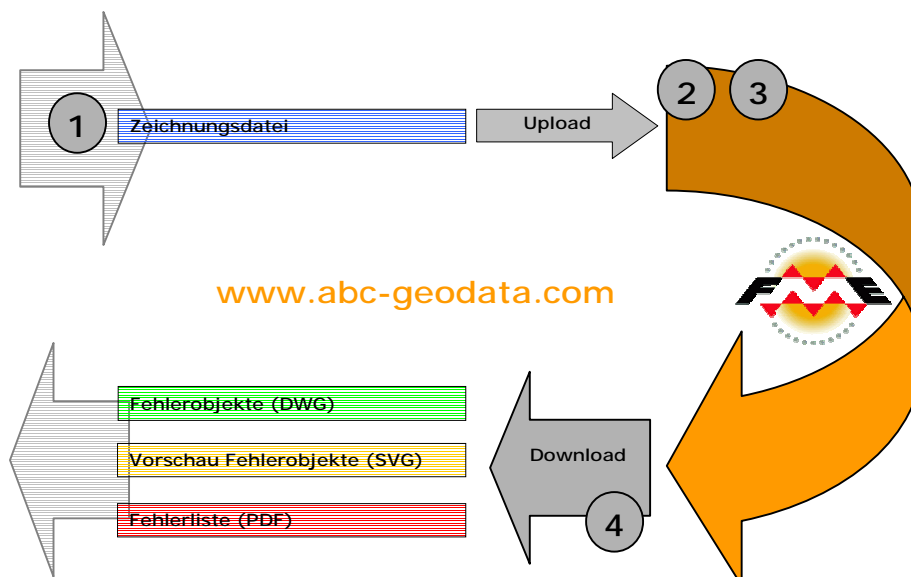 1
Zeichnungsdatei
Upload
2
3
FME
www.abc-geodata.com
Fehlerobjekte (DWG)
Vorschau Fehlerobjekte (SVG)
Download
Fehlerliste (PDF)
4